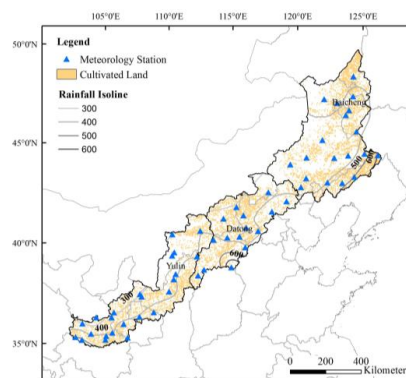 105°0'E 110°0'E 115°0'E 120°0'E 125°0'E
50°0'N
Legend
Meteorology Station
Cultivated Land
Rainfall Isoline
300
400
500
600
Baicheng
45°0'N
500
600
40°0'N
Datong
600
Yulin
300
400
35°0'N
0 200 400
Kilometer